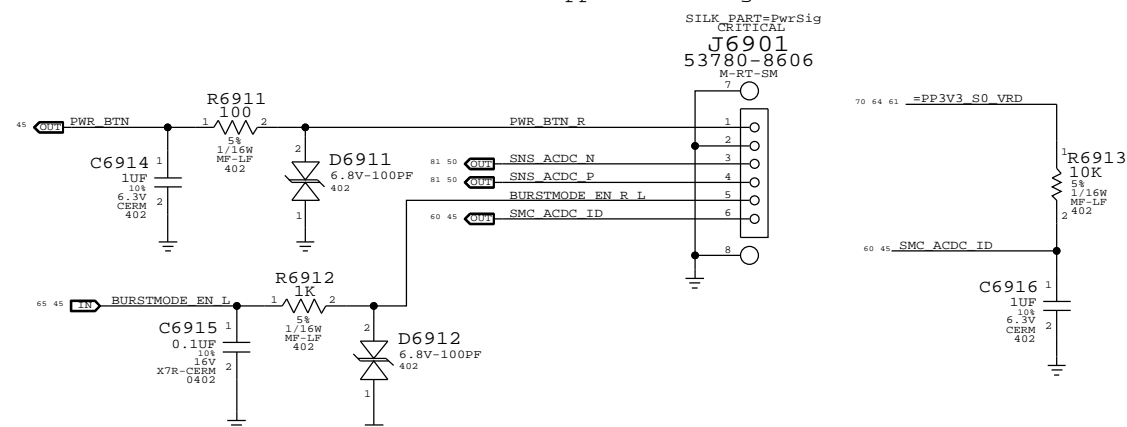 SILK_PART=PwrSig
CRITICAL
J6901
53780-8606
M-RT-SM
7
1
2
3
4
5
6
8
R6911
100
1 2
5%
1/16W
MF-LF
402
45 OUT PWR_BTN
PWR_BTN_R
C6914
1UF
10%
6.3V
CERM
402
1
2
D6911
6.8V-100PF
402
2
1
81 50 OUT SNS_ACDC_N
81 50 OUT SNS_ACDC_P
BURSTMODE_EN_R_L
60 45 OUT SMC_ACDC_ID
65 45 IN BURSTMODE_EN_L
R6912
1K
1 2
5%
1/16W
MF-LF
402
C6915
0.1UF
10%
16V
X7R-CERM
0402
1
2
D6912
6.8V-100PF
402
2
1
70 64 61 =PP3V3_S0_VRD
R6913
10K
5%
1/16W
MF-LF
402
1
2
60 45 SMC_ACDC_ID
C6916
1UF
10%
6.3V
CERM
402
1
2